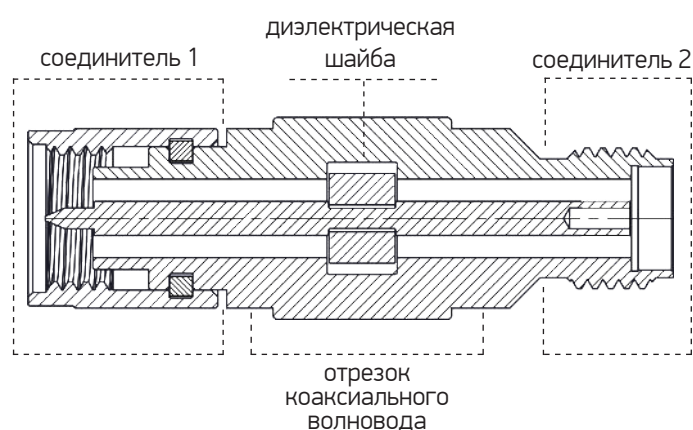 диэлектрическая
шайба
соединитель 1
соединитель 2
отрезок
коаксиального
волновода